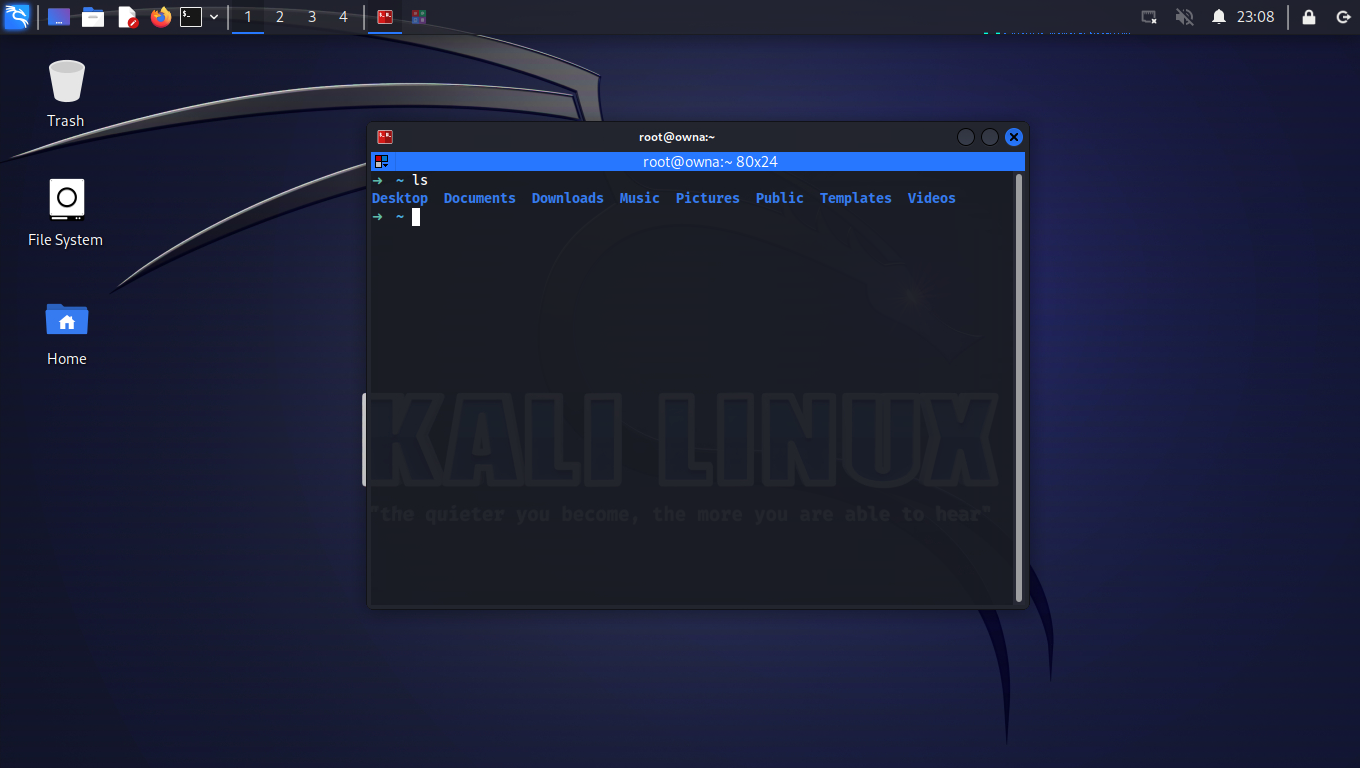 1 2 3 4
23:08
Trash
File System
Home
root@owna:~
root@owna:~ 80x24
➜ ~ ls
Desktop Documents Downloads Music Pictures Public Templates Videos
➜ ~
KALI LINUX
"the quieter you become, the more you are able to hear"